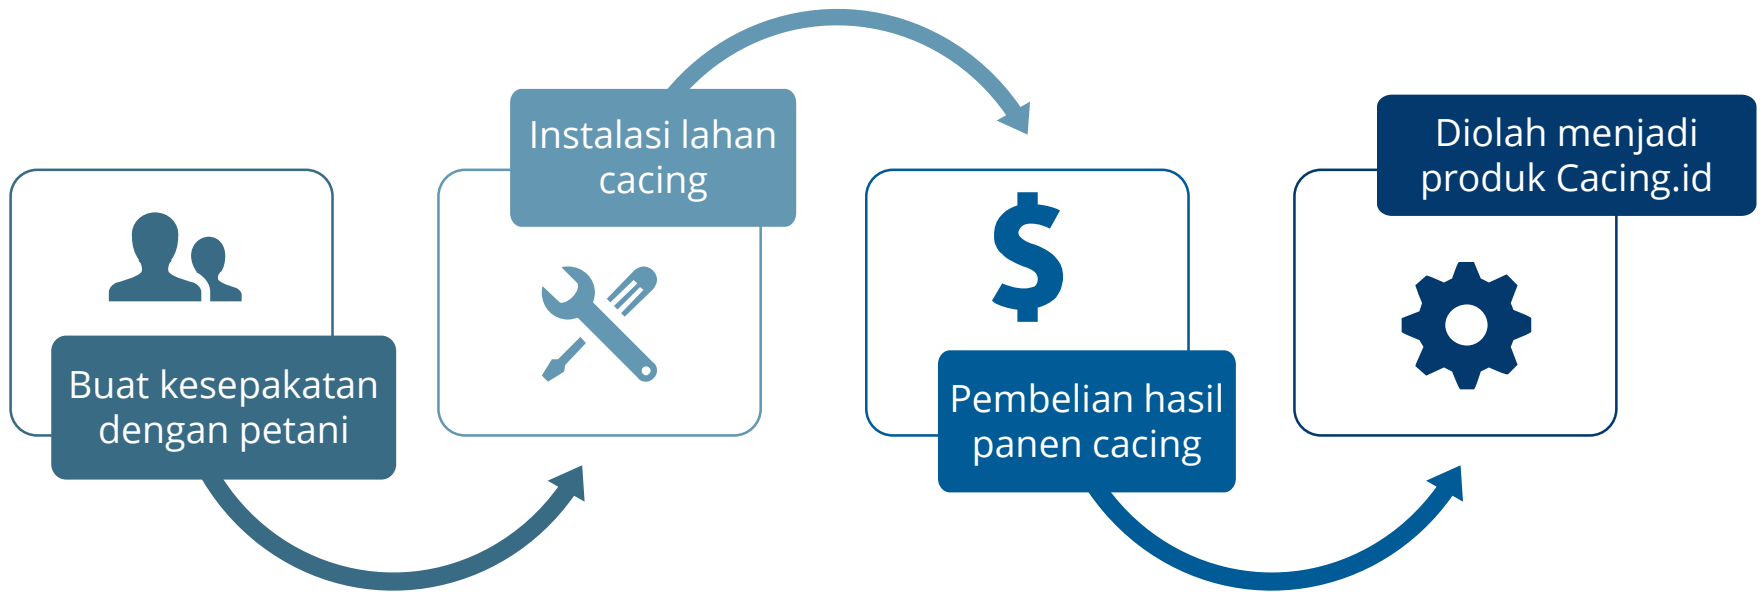 Buat kesepakatan
dengan petani
Instalasi lahan
cacing
Pembelian hasil
panen cacing
Diolah menjadi
produk Cacing.id